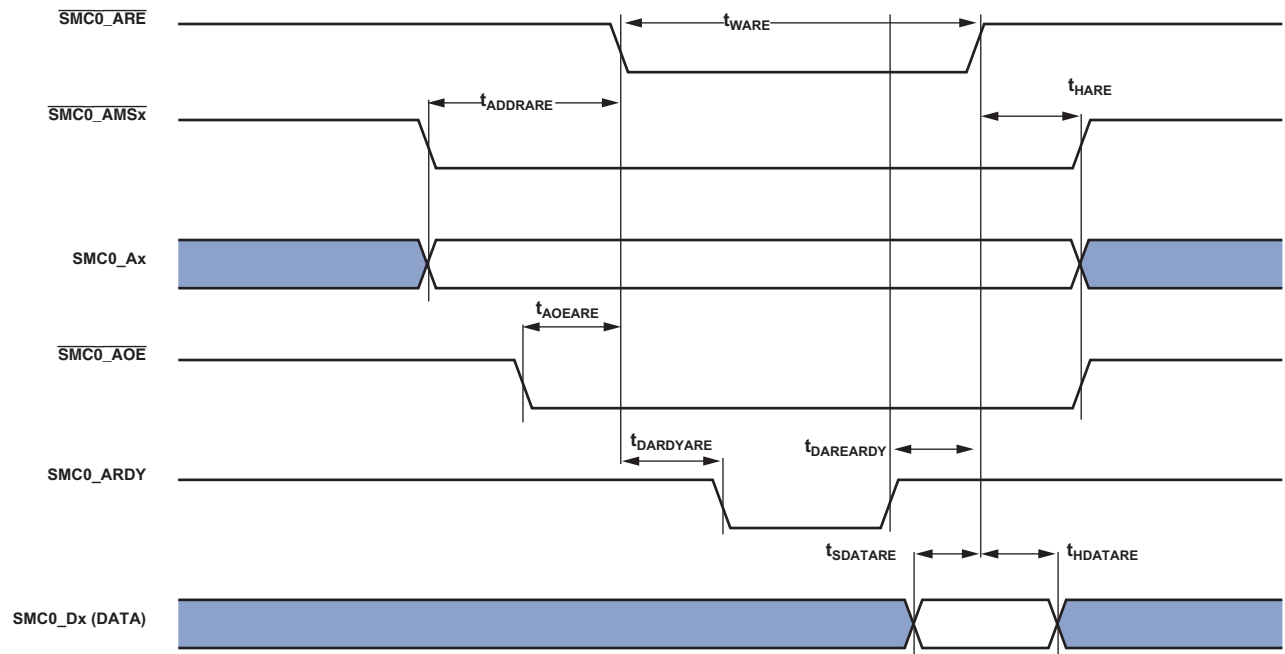 SMC0_ARE
tWARE
tHARE
SMC0_AMSx
tADDRARE
SMC0_Ax
tAOEARE
SMC0_AOE
tDARDYARE
tDAREARDY
SMC0_ARDY
tSDATARE
tHDATARE
SMC0_Dx (DATA)